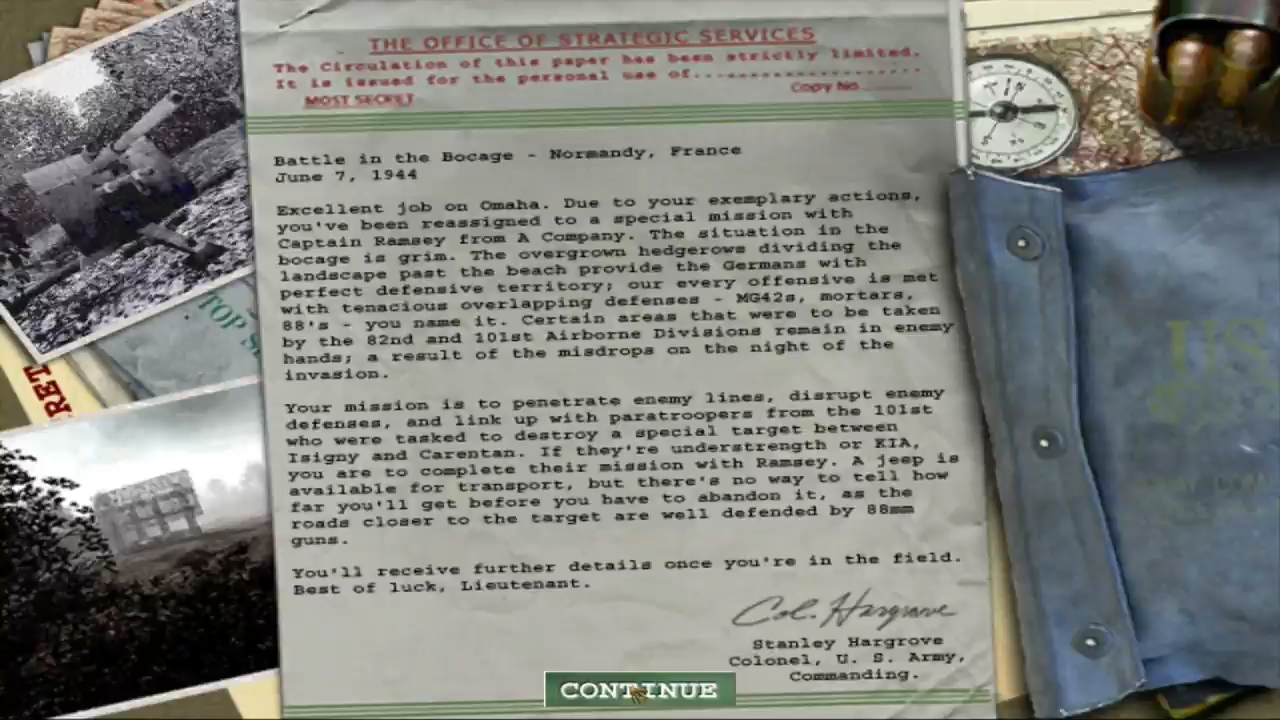 THE OFFICE OF STRATEGIC SERVICES
The Circulation of this paper has been strictly limited.
It is issued for the personal use of....................
MOST SECRET
Copy No.........
Battle in the Bocage - Normandy, France
June 7, 1944
Excellent job on Omaha. Due to your exemplary actions,
you've been reassigned to a special mission with
Captain Ramsey from A Company. The situation in the
bocage is grim. The overgrown hedgerows dividing the
landscape past the beach provide the Germans with
perfect defensive territory; our every offensive is met
with tenacious overlapping defenses - MG42s, mortars,
88's - you name it. Certain areas that were to be taken
by the 82nd and 101st Airborne Divisions remain in enemy
hands; a result of the misdrops on the night of the
invasion.
Your mission is to penetrate enemy lines, disrupt enemy
defenses, and link up with paratroopers from the 101st
who were tasked to destroy a special target between
Isigny and Carentan. If they're understrength or KIA,
you are to complete their mission with Ramsey. A jeep is
available for transport, but there's no way to tell how
far you'll get before you have to abandon it, as the
roads closer to the target are well defended by 88mm
guns.
You'll receive further details once you're in the field.
Best of luck, Lieutenant.
Col. Hargrove
Stanley Hargrove
Colonel, U. S. Army,
Commanding.
CONTINUE
TOP S
RET
US